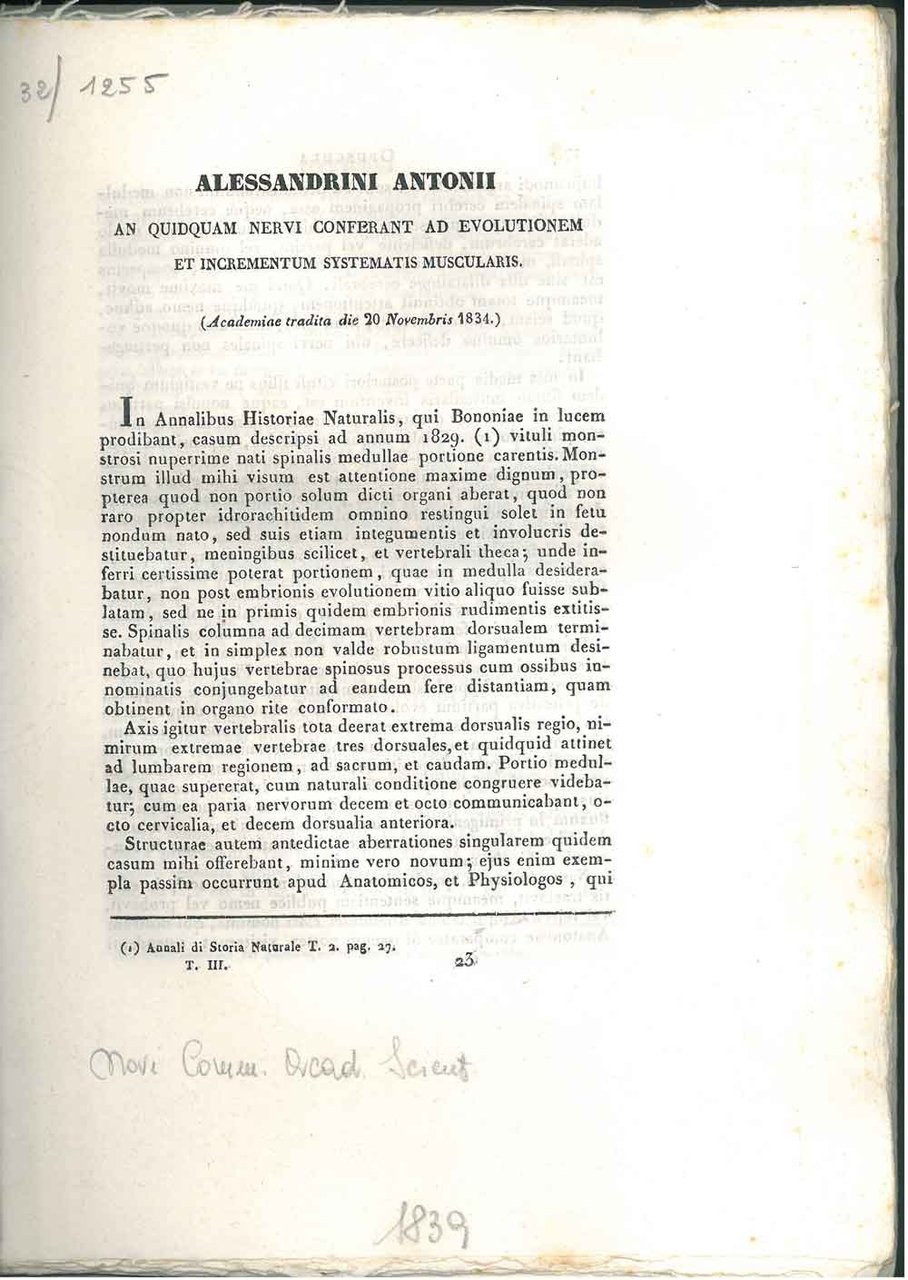 32/ 1255
ALESSANDRINI ANTONII
AN QUIDQUAM NERVI CONFERANT AD EVOLUTIONEM
ET INCREMENTUM SYSTEMATIS MUSCULARIS.
(Academiae tradita die 20 Novembris 1834.)
In Annalibus Historiae Naturalis, qui Bononiae in lucem
prodibant, casum descripsi ad annum 1829. (1) vituli mon-
strosi nuperrime nati spinalis medullae portione carentis. Mon-
strum illud mihi visum est attentione maxime dignum, pro-
pterea quod non portio solum dicti organi aberat, quod non
raro propter idrorachitidem omnino restingui solet in fetu
nondum nato, sed suis etiam integumentis et involucris de-
stituebatur, meningibus scilicet, et vertebrali theca; unde in-
ferri certissime poterat portionem, quae in medulla desidera-
batur, non post embrionis evolutionem vitio aliquo fuisse sub-
latam, sed ne in primis quidem embrionis rudimentis extitis-
se. Spinalis columna ad decimam vertebram dorsualem termi-
nabatur, et in simplex non valde robustum ligamentum desi-
nebat, quo hujus vertebrae spinosus processus cum ossibus in-
nominatis conjungebatur ad eandem fere distantiam, quam
obtinent in organo rite conformato.
Axis igitur vertebralis tota deerat extrema dorsualis regio, ni-
mirum extremae vertebrae tres dorsuales, et quidquid attinet
ad lumbarem regionem, ad sacrum, et caudam. Portio medul-
lae, quae supererat, cum naturali conditione congruere videba-
tur; cum ea paria nervorum decem et octo communicabant, o-
cto cervicalia, et decem dorsualia anteriora.
Structurae autem antedictae aberrationes singularem quidem
casum mihi offerebant, minime vero novum; ejus enim exem-
pla passim occurrunt apud Anatomicos, et Physiologos, qui
(1) Annali di Storia Naturale T. 2. pag. 27.
T. III. 23
Novi Comm. Acad. Scient
1839